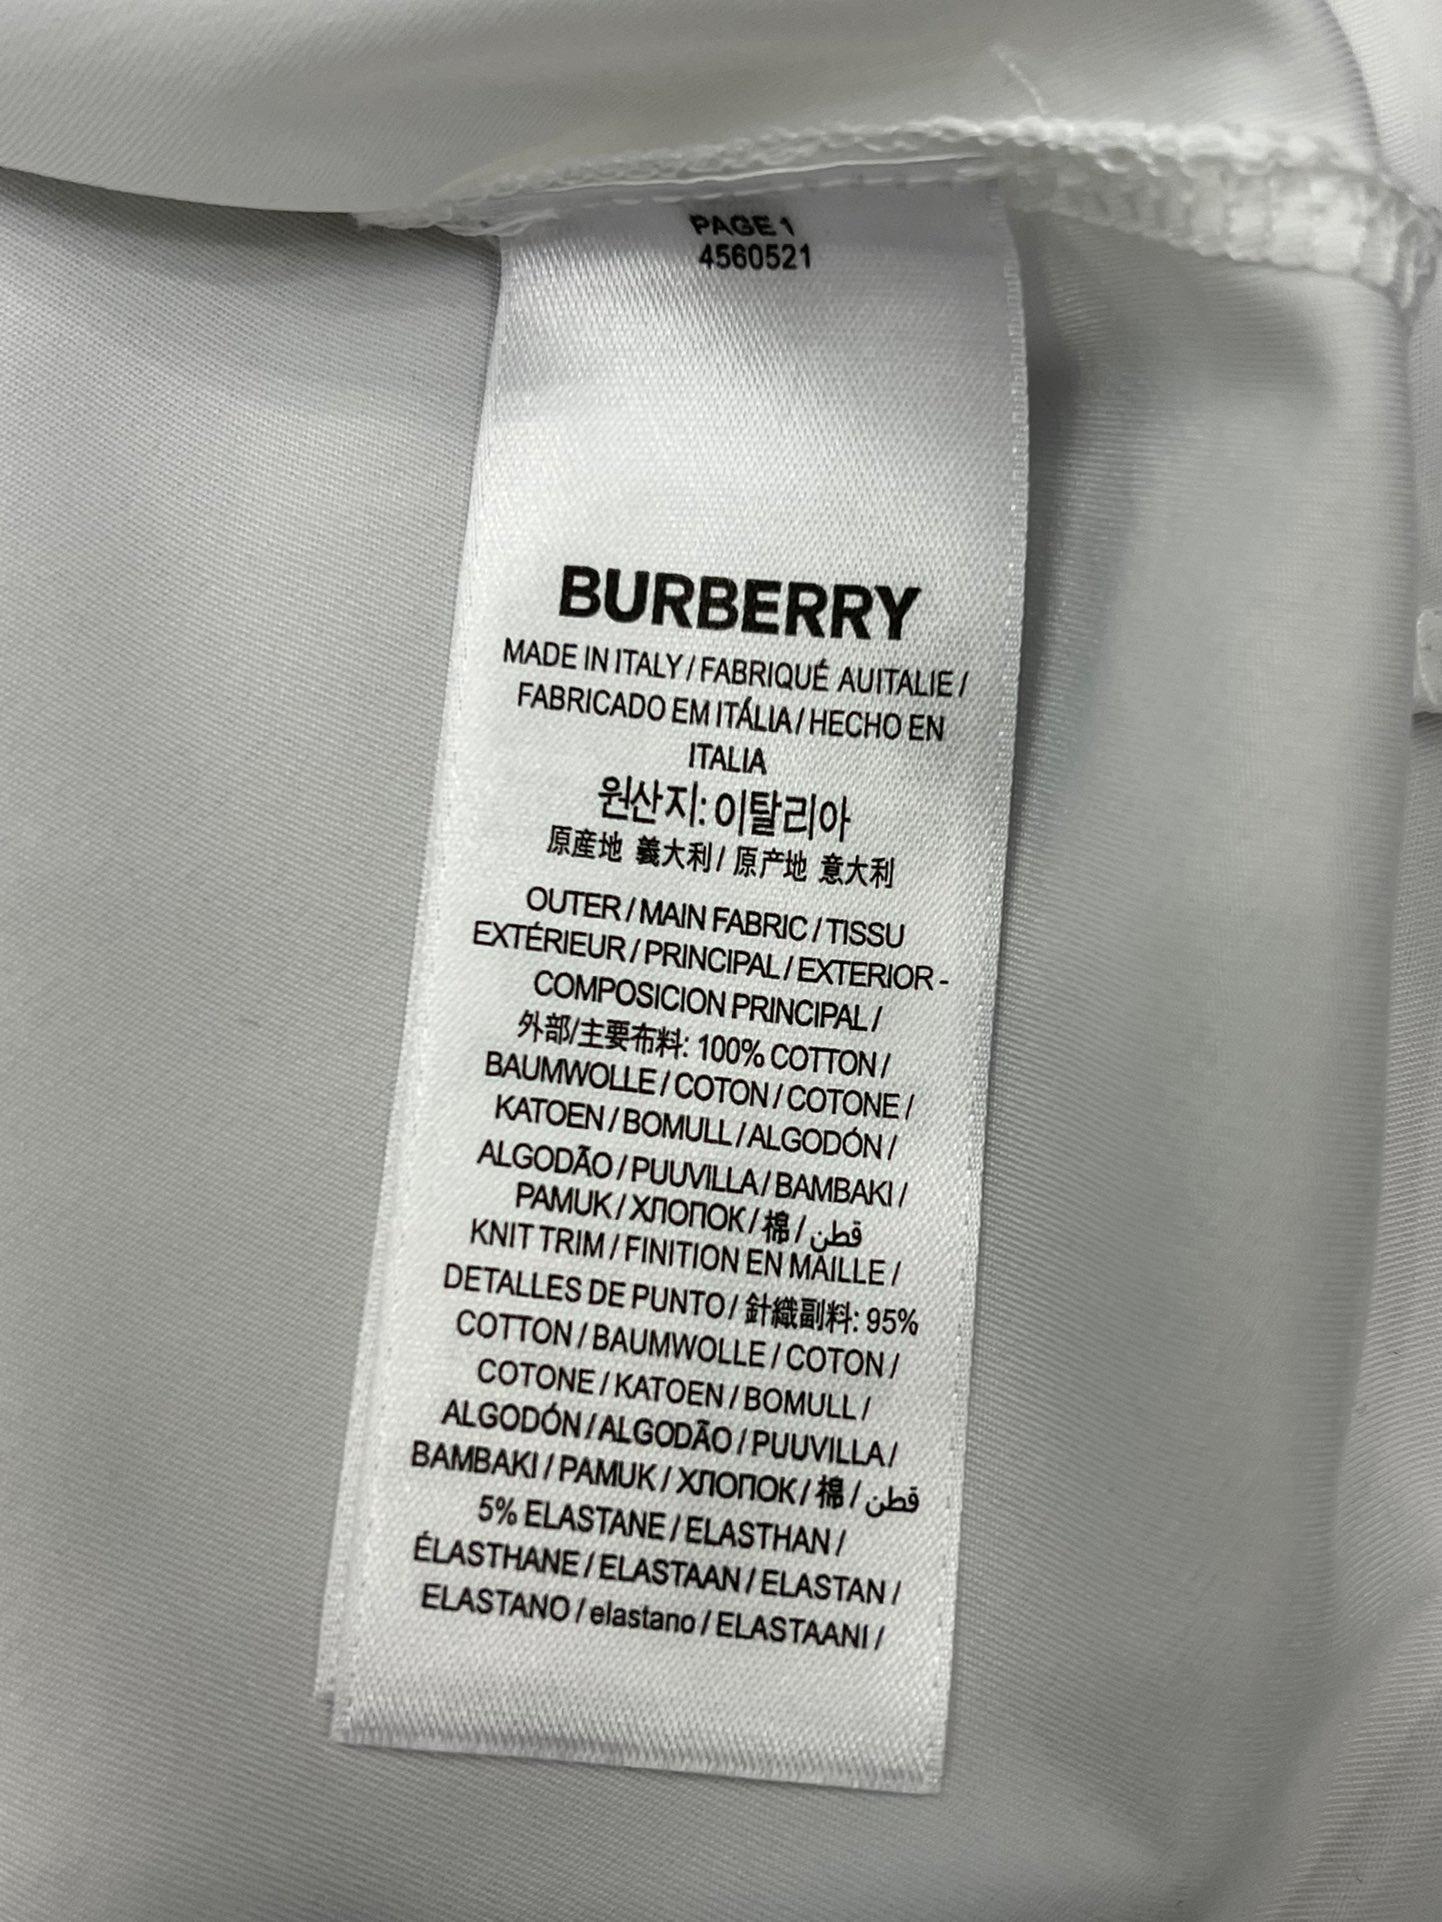 PAGE 1
4560521
BURBERRY
MADE IN ITALY / FABRIQUÉ AUITALIE /
FABRICADO EM ITÁLIA / HECHO EN
ITALIA
원산지: 이탈리아
原産地 義大利 / 原产地 意大利
OUTER / MAIN FABRIC / TISSU
EXTÉRIEUR / PRINCIPAL / EXTERIOR -
COMPOSICION PRINCIPAL /
外部/主要布料: 100% COTTON /
BAUMWOLLE / COTON / COTONE /
KATOEN / BOMULL / ALGODÓN /
ALGODÃO / PUUVILLA / BAMBAKI /
PAMUK / ХЛОПОК / 棉 / قطن
KNIT TRIM / FINITION EN MAILLE /
DETALLES DE PUNTO / 針織副料: 95%
COTTON / BAUMWOLLE / COTON /
COTONE / KATOEN / BOMULL /
ALGODÓN / ALGODÃO / PUUVILLA /
BAMBAKI / PAMUK / ХЛОПОК / 棉 / قطن
5% ELASTANE / ELASTHAN /
ÉLASTHANE / ELASTAAN / ELASTAN /
ELASTANO / elastano / ELASTAANI /